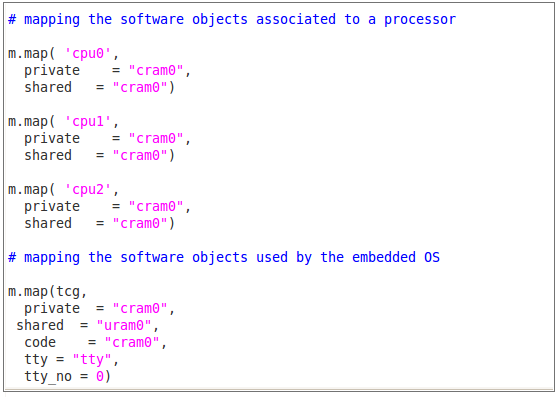 # mapping the software objects associated to a processor
m.map( 'cpu0',
  private    = "cram0",
  shared   = "cram0")
m.map( 'cpu1',
  private    = "cram0",
  shared   = "cram0")
m.map( 'cpu2',
  private    = "cram0",
  shared   = "cram0")
# mapping the software objects used by the embedded OS
m.map(tcg,
  private  = "cram0",
 shared  = "uram0",
  code    = "cram0",
  tty = "tty",
  tty_no = 0)